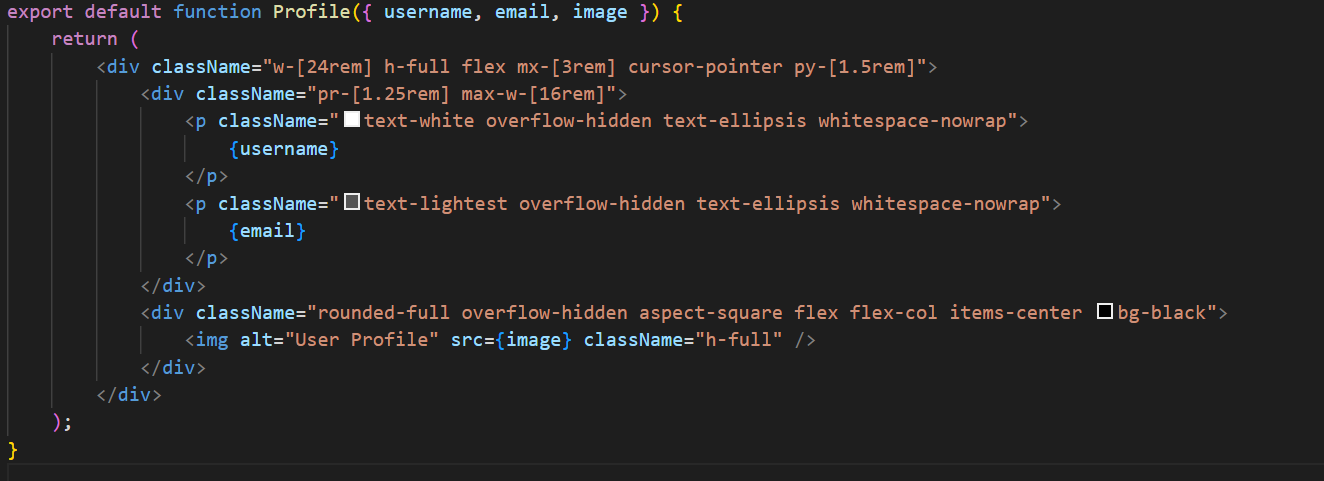 export default function Profile({ username, email, image }) {
    return (
        <div className="w-[24rem] h-full flex mx-[3rem] cursor-pointer py-[1.5rem]">
            <div className="pr-[1.25rem] max-w-[16rem]">
                <p className="text-white overflow-hidden text-ellipsis whitespace-nowrap">
                    {username}
                </p>
                <p className="text-lightest overflow-hidden text-ellipsis whitespace-nowrap">
                    {email}
                </p>
            </div>
            <div className="rounded-full overflow-hidden aspect-square flex flex-col items-center bg-black">
                <img alt="User Profile" src={image} className="h-full" />
            </div>
        </div>
    );
}